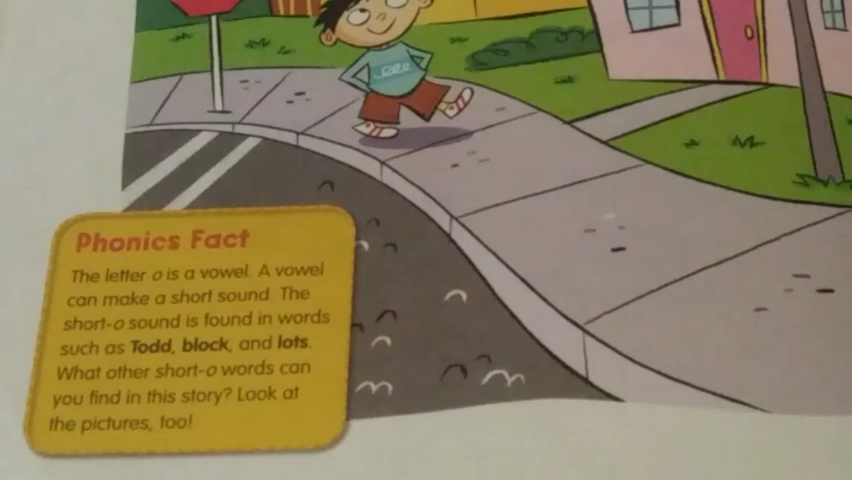 Phonics Fact
The letter o is a vowel. A vowel
can make a short sound. The
short-o sound is found in words
such as Todd, block, and lots.
What other short-o words can
you find in this story? Look at
the pictures, too!